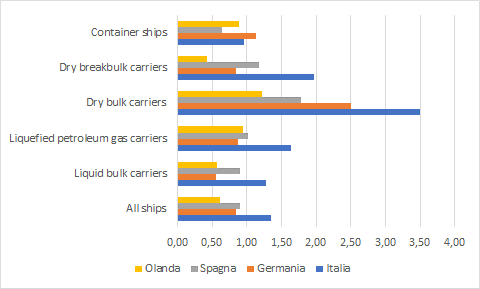 Container ships
Dry breakbulk carriers
Dry bulk carriers
Liquefied petroleum gas carriers
Liquid bulk carriers
All ships
0,00 0,50 1,00 1,50 2,00 2,50 3,00 3,50 4,00
Olanda Spagna Germania Italia